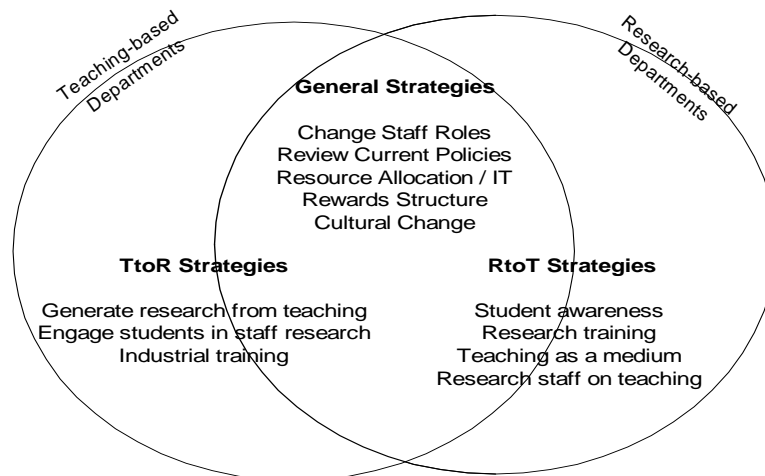 Teaching-based
Departments
Research-based
Departments
General Strategies
Change Staff Roles
Review Current Policies
Resource Allocation / IT
Rewards Structure
Cultural Change
TtoR Strategies
Generate research from teaching
Engage students in staff research
Industrial training
RtoT Strategies
Student awareness
Research training
Teaching as a medium
Research staff on teaching